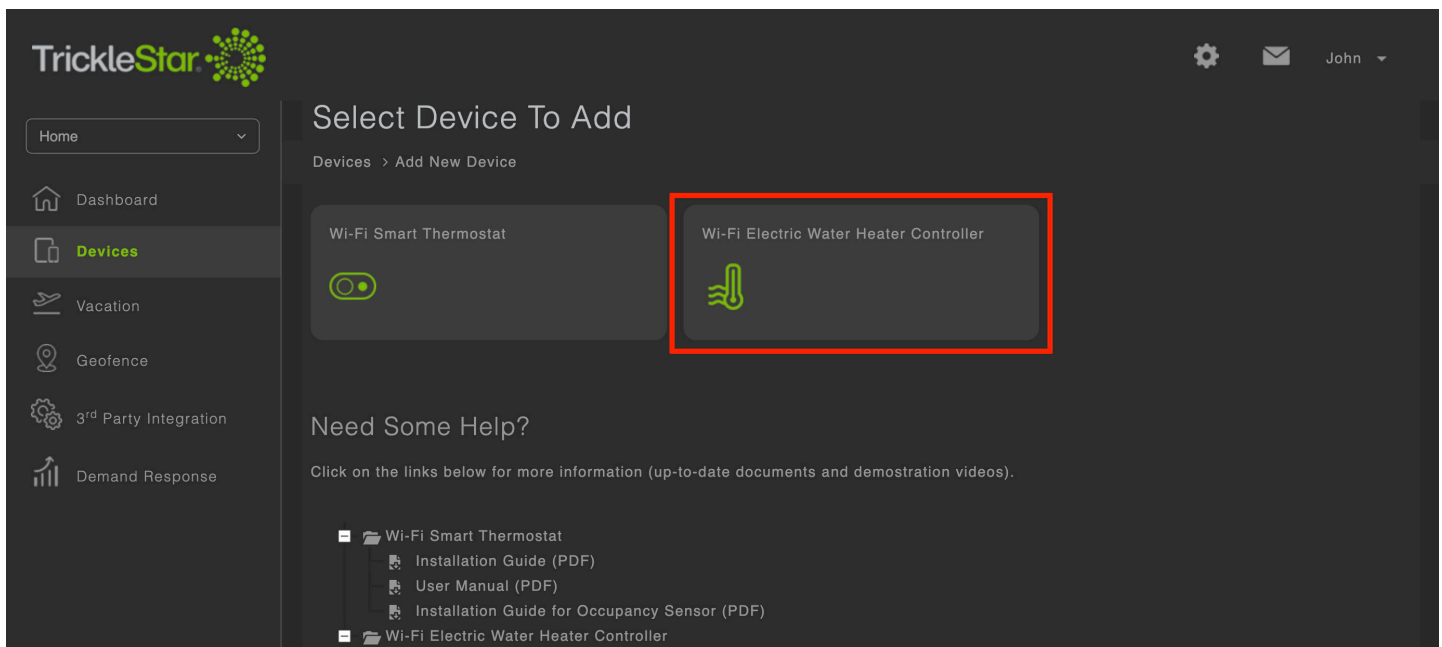 TrickleStar®
John
Home
Select Device To Add
Devices > Add New Device
Dashboard
Devices
Vacation
Geofence
3rd Party Integration
Demand Response
Wi-Fi Smart Thermostat
Wi-Fi Electric Water Heater Controller
Need Some Help?
Click on the links below for more information (up-to-date documents and demostration videos).
Wi-Fi Smart Thermostat
Installation Guide (PDF)
User Manual (PDF)
Installation Guide for Occupancy Sensor (PDF)
Wi-Fi Electric Water Heater Controller